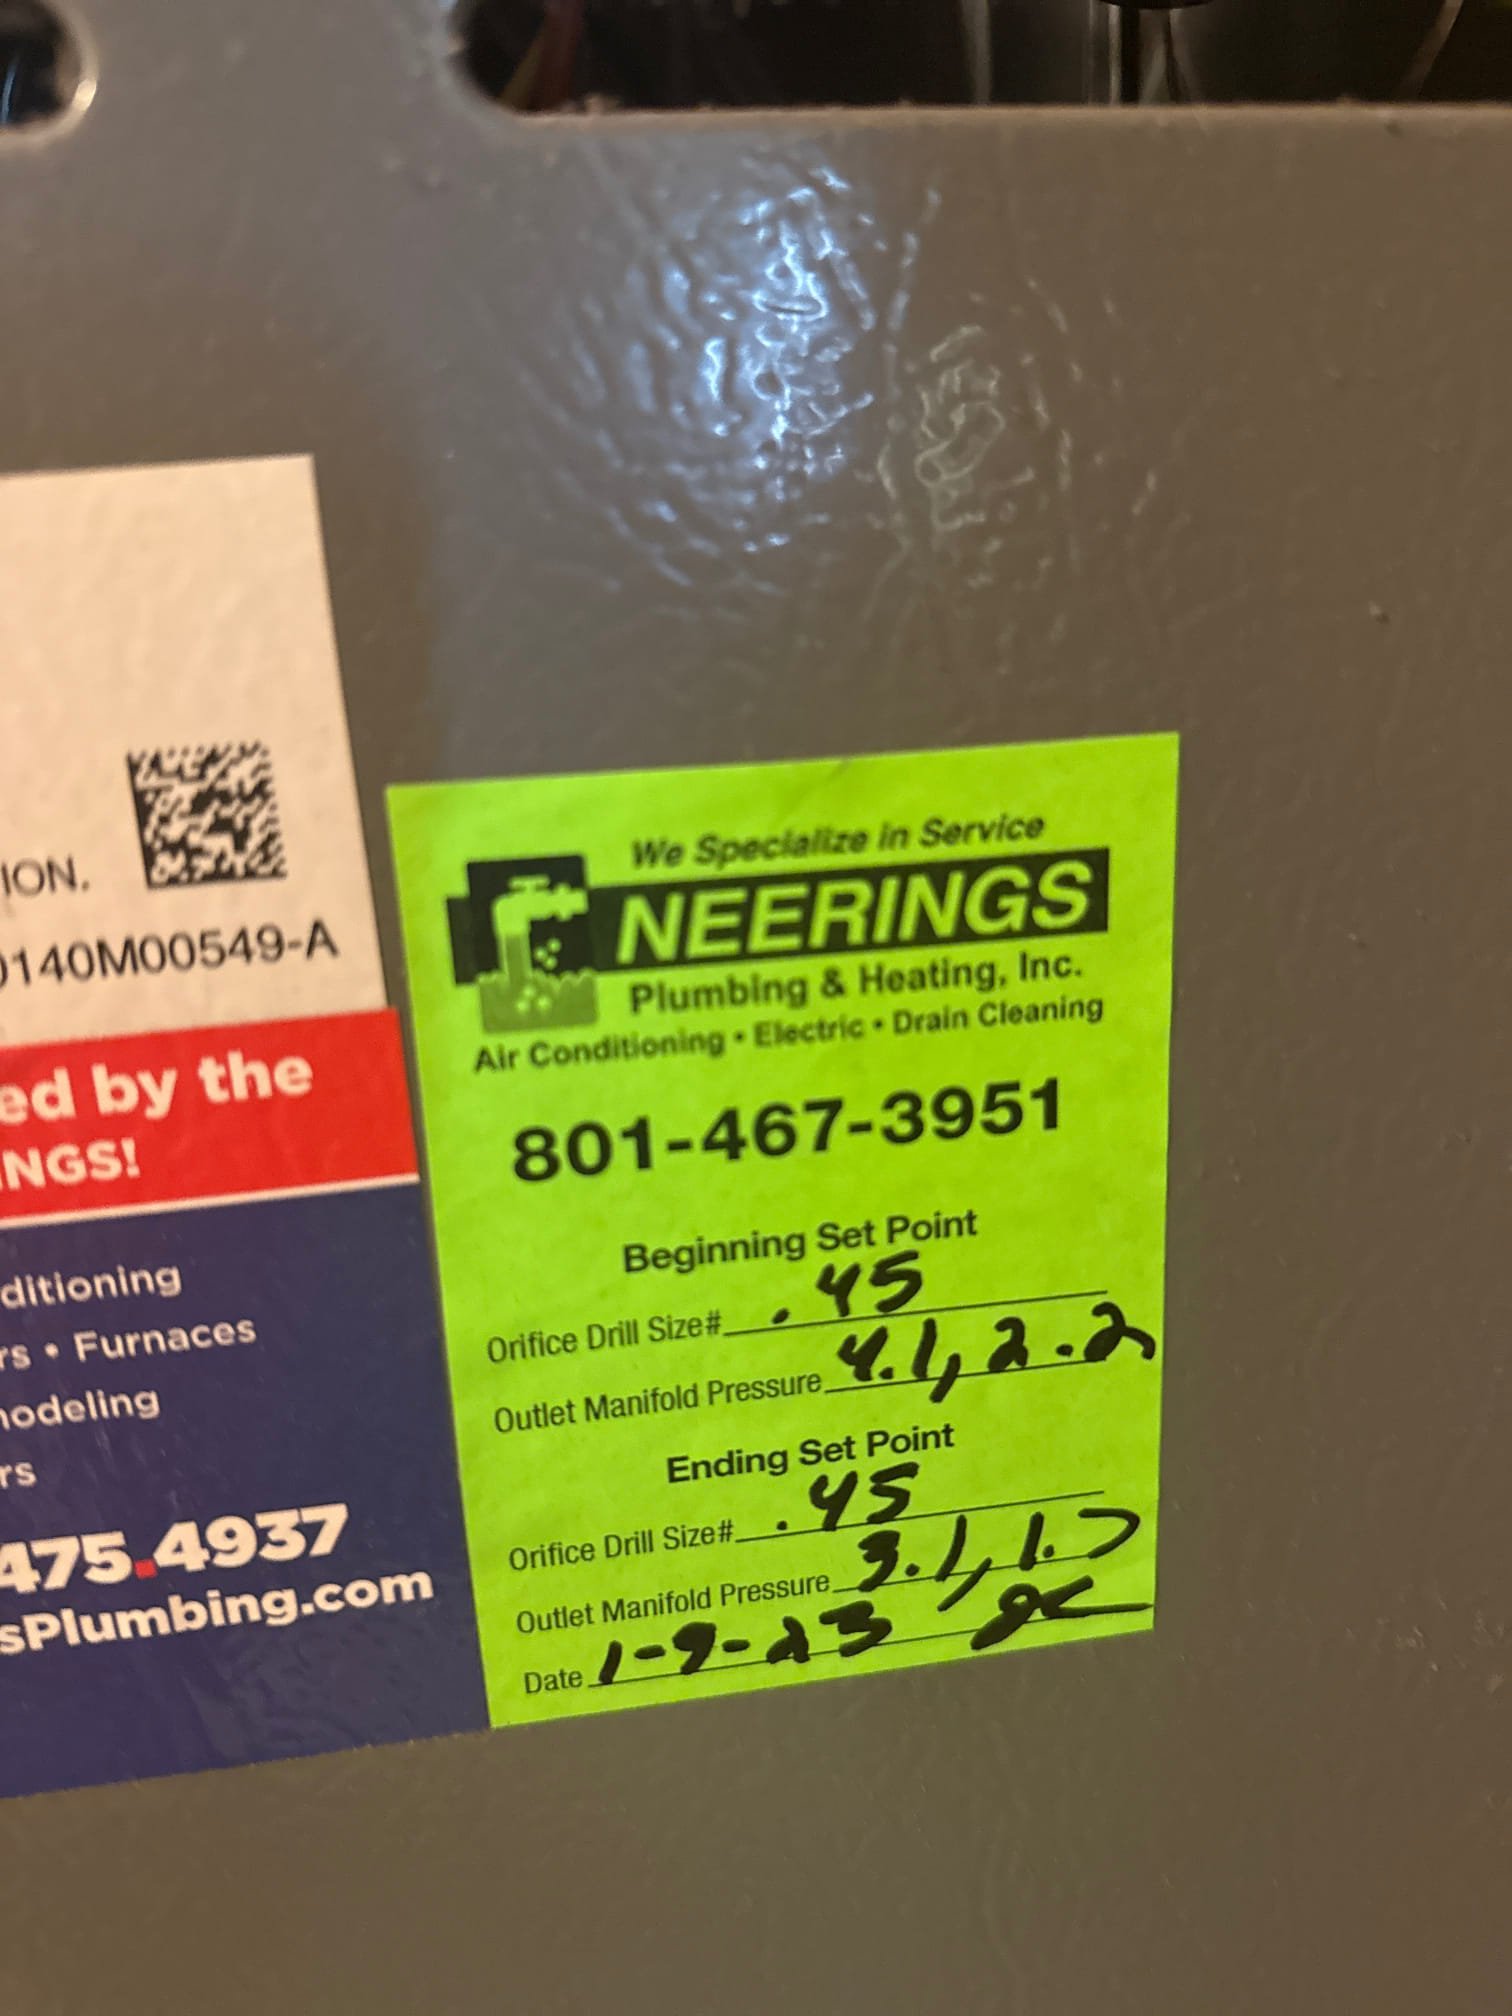 ION.
0140M00549-A
ed by the
NGS!
ditioning
rs • Furnaces
modeling
rs
475.4937
sPlumbing.com
We Specialize in Service
NEERINGS
Plumbing & Heating, Inc.
Air Conditioning • Electric • Drain Cleaning
801-467-3951
Beginning Set Point
Orifice Drill Size# .45
Outlet Manifold Pressure 4.1, 2.2
Ending Set Point
Orifice Drill Size# .45
Outlet Manifold Pressure 3.1, 1.7
Date 1-9-23